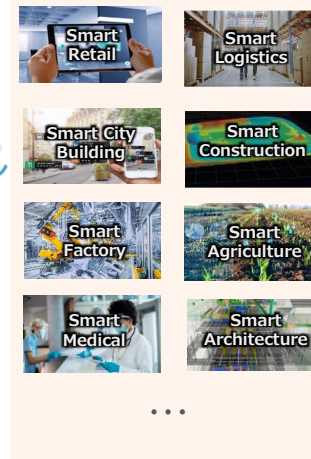 Smart
Retail
Smart
Logistics
Smart City
Building
Smart
Construction
Smart
Factory
Smart
Agriculture
Smart
Medical
Smart
Architecture
...